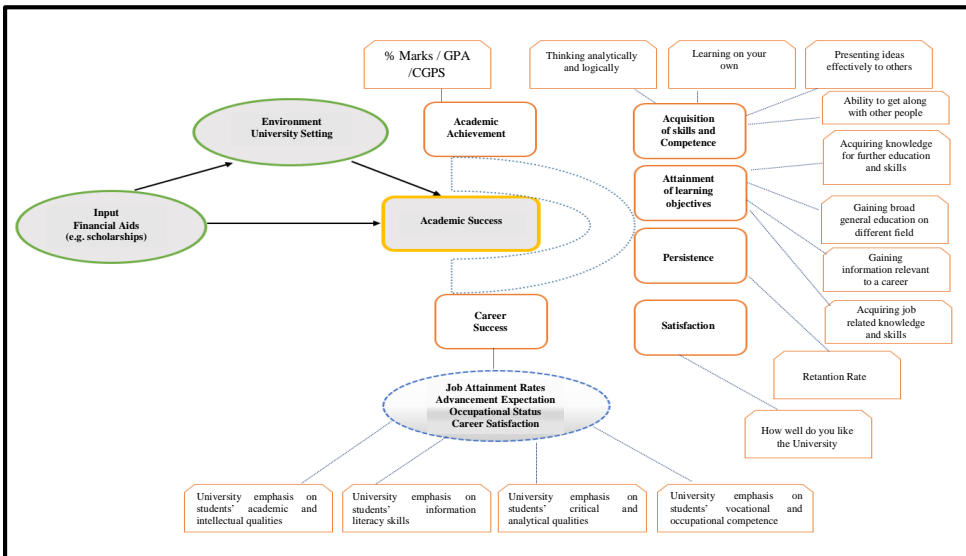 % Marks / GPA
/CGPS
Thinking analytically
and logically
Learning on your
own
Presenting ideas
effectively to others
Environment
University Setting
Academic
Achievement
Acquisition
of skills and
Competence
Ability to get along
with other people
Acquiring knowledge
for further education
and skills
Input
Financial Aids
(e.g. scholarships)
Academic Success
Attainment
of learning
objectives
Gaining broad
general education on
different field
Persistence
Gaining
information relevant
to a career
Career
Success
Satisfaction
Acquiring job
related knowledge
and skills
Retention Rate
Job Attainment Rates
Advancement Expectation
Occupational Status
Career Satisfaction
How well do you like
the University
University emphasis on
students' academic and
intellectual qualities
University emphasis on
students' information
literacy skills
University emphasis on
students' critical and
analytical qualities
University emphasis on
students' vocational and
occupational competence